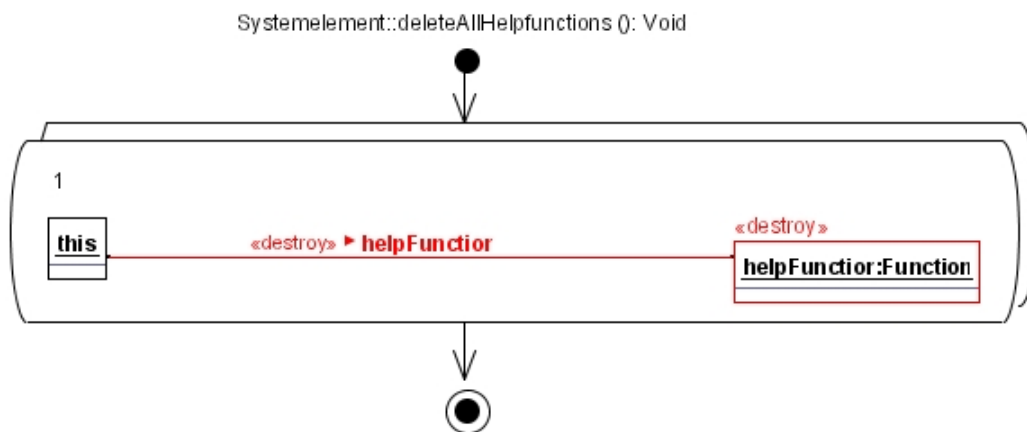 Systemelement::deleteAllHelpfunctions (): Void
1
this
«destroy» ► helpFunctior
«destroy»
helpFunctior:Function